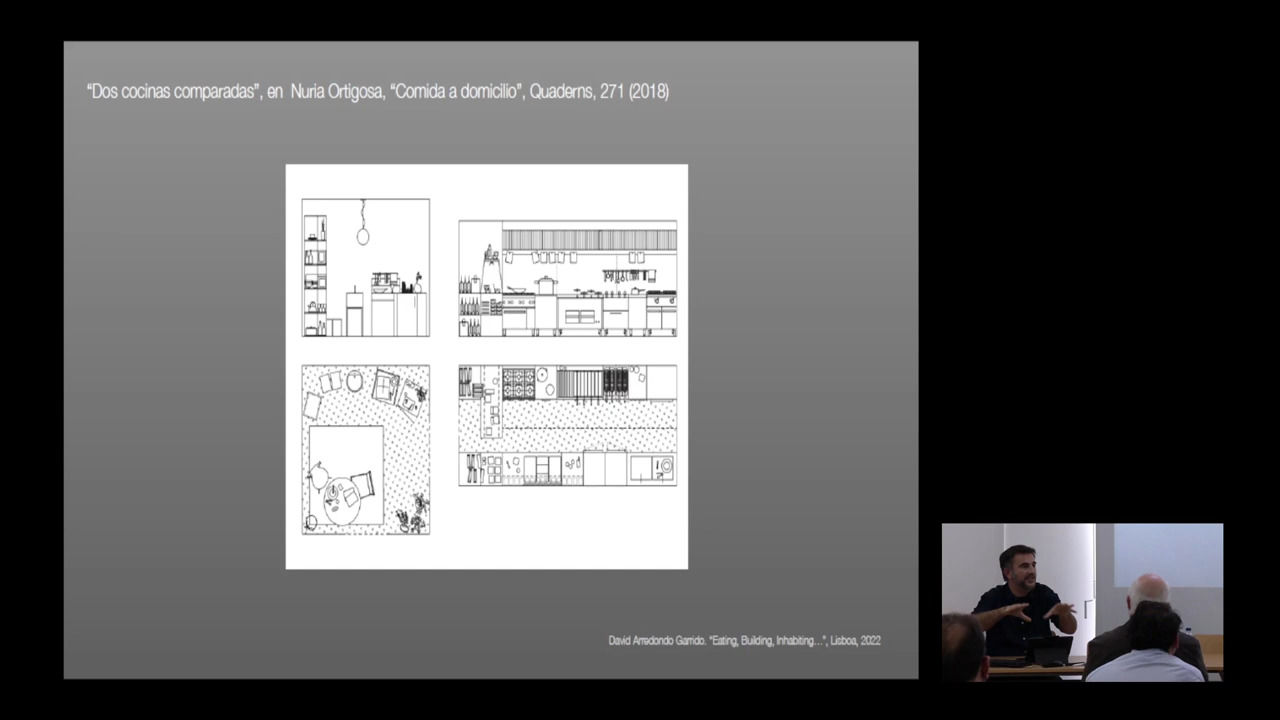 “Dos cocinas comparadas”, en Nuria Ortigosa, “Comida a domicilio”, Quaderns, 271 (2018)
David Arredondo Garrido. “Eating, Building, Inhabiting...”, Lisboa, 2022